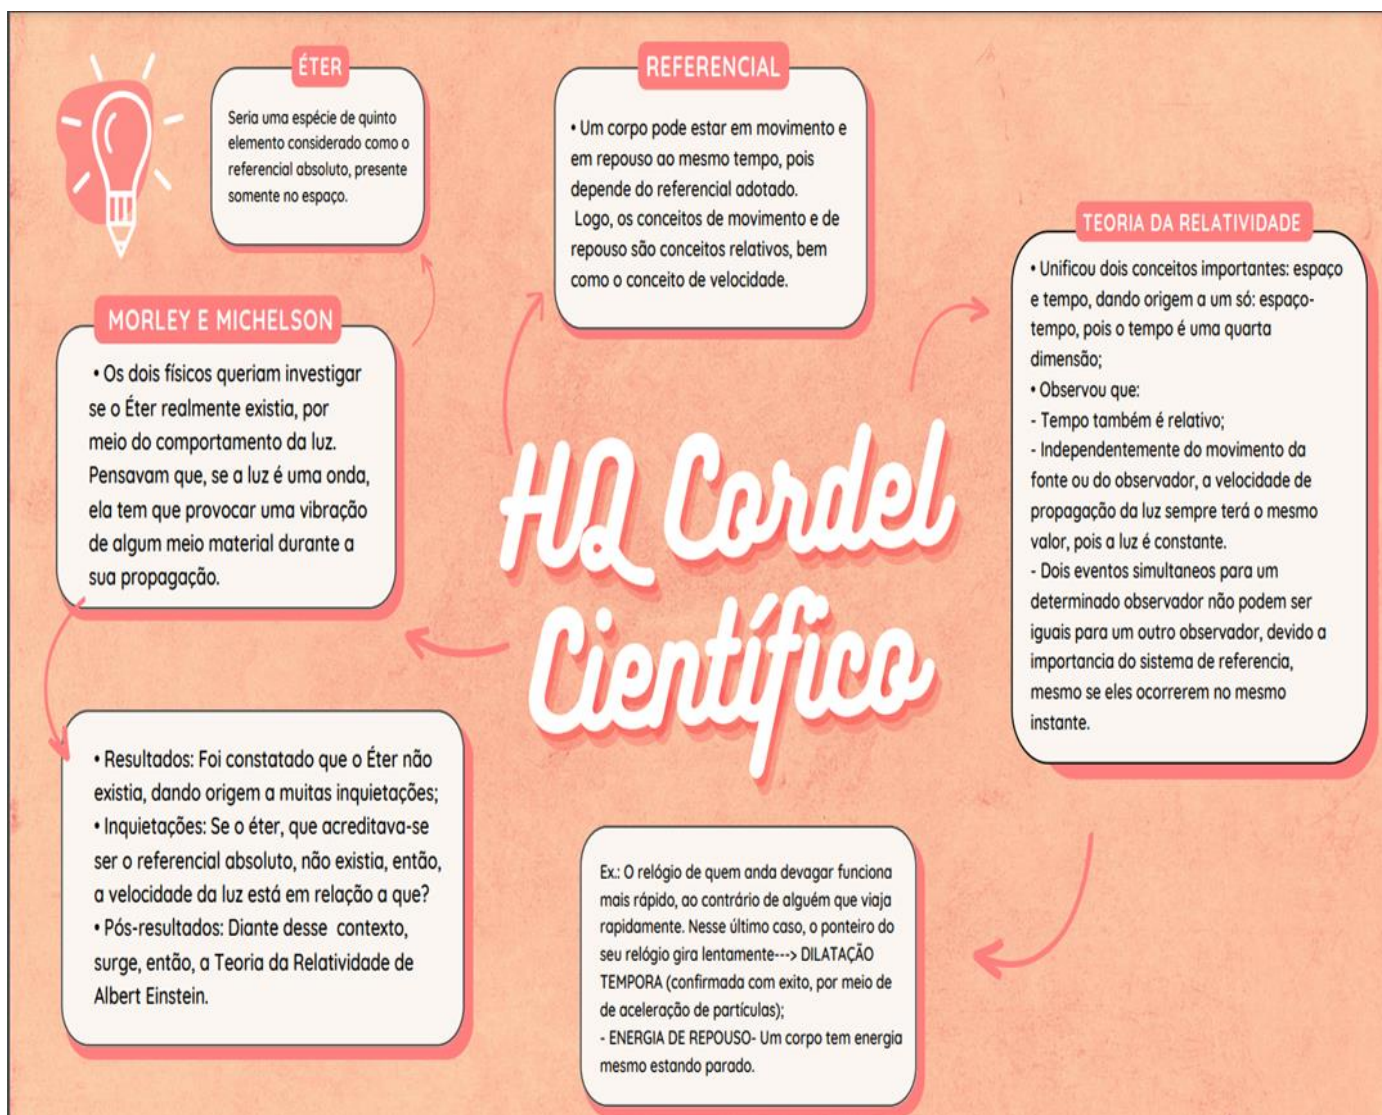 ÉTER
Seria uma espécie de quinto
elemento considerado como o
referencial absoluto, presente
somente no espaço.
REFERENCIAL
• Um corpo pode estar em movimento e
em repouso ao mesmo tempo, pois
depende do referencial adotado.
Logo, os conceitos de movimento e de
repouso são conceitos relativos, bem
como o conceito de velocidade.
TEORIA DA RELATIVIDADE
• Unificou dois conceitos importantes: espaço
e tempo, dando origem a um só: espaço-
tempo, pois o tempo é uma quarta
dimensão;
• Observou que:
- Tempo também é relativo;
- Independentemente do movimento da
fonte ou do observador, a velocidade de
propagação da luz sempre terá o mesmo
valor, pois a luz é constante.
- Dois eventos simultaneos para um
determinado observador não podem ser
iguais para um outro observador, devido a
importancia do sistema de referencia,
mesmo se eles ocorrerem no mesmo
instante.
MORLEY E MICHELSON
• Os dois físicos queriam investigar
se o Éter realmente existia, por
meio do comportamento da luz.
Pensavam que, se a luz é uma onda,
ela tem que provocar uma vibração
de algum meio material durante a
sua propagação.
HQ Cordel
Científico
• Resultados: Foi constatado que o Éter não
existia, dando origem a muitas inquietações;
• Inquietações: Se o éter, que acreditava-se
ser o referencial absoluto, não existia, então,
a velocidade da luz está em relação a que?
• Pós-resultados: Diante desse contexto,
surge, então, a Teoria da Relatividade de
Albert Einstein.
Ex.: O relógio de quem anda devagar funciona
mais rápido, ao contrário de alguém que viaja
rapidamente. Nesse último caso, o ponteiro do
seu relógio gira lentamente---> DILATAÇÃO
TEMPORA (confirmada com exito, por meio de
de aceleração de partículas);
- ENERGIA DE REPOUSO- Um corpo tem energia
mesmo estando parado.